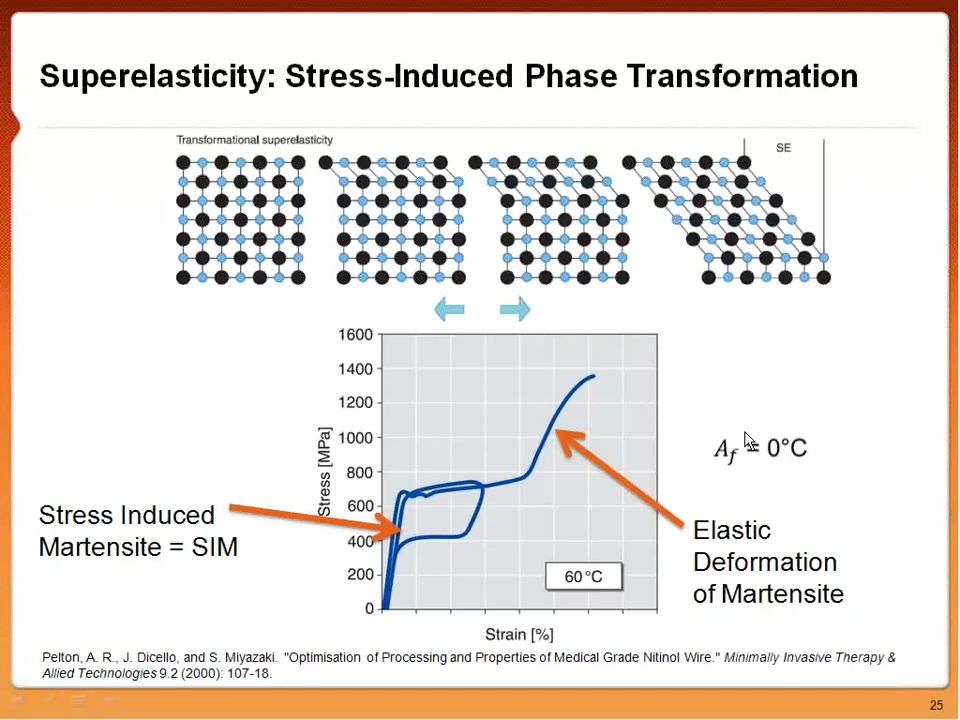 Superelasticity: Stress-Induced Phase Transformation
Transformational superelasticity
SE
1600
1400
1200
1000
800
600
400
200
0
Stress [MPa]
Strain [%]
60°C
Stress Induced
Martensite = SIM
A_f = 0°C
Elastic
Deformation
of Martensite
Pelton, A. R., J. Dicello, and S. Miyazaki. "Optimisation of Processing and Properties of Medical Grade Nitinol Wire." Minimally Invasive Therapy &
Allied Technologies 9.2 (2000): 107-18.
25